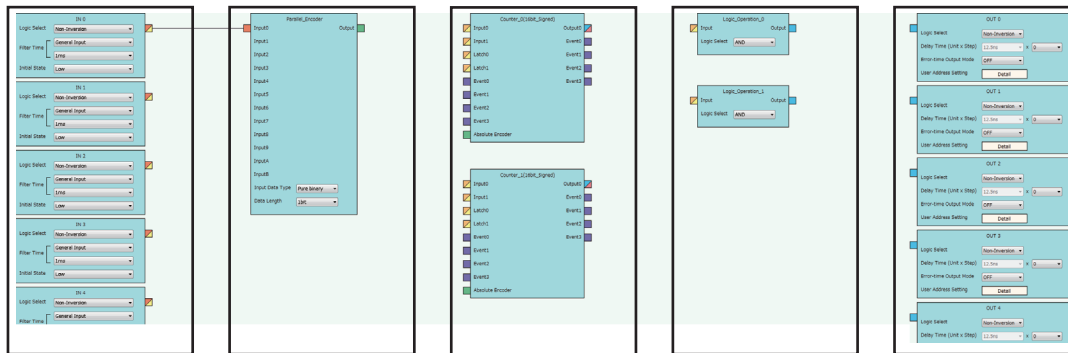 IN 0
Logic Select Non-Inversion
Filter Time General Input
1ms
Initial State Low
IN 1
Logic Select Non-Inversion
Filter Time General Input
1ms
Initial State Low
IN 2
Logic Select Non-Inversion
Filter Time General Input
1ms
Initial State Low
IN 3
Logic Select Non-Inversion
Filter Time General Input
1ms
Initial State Low
IN 4
Logic Select Non-Inversion
Filter Time General Input
Parallel_Encoder
Input0 Output
Input1
Input2
Input3
Input4
Input5
Input6
Input7
Input8
Input9
InputA
InputB
Input Data Type Pure Binary
Data Length 1bit
Counter_0(16bit_Signed)
Input0 Output0
Input1 Event0
Latch0 Event1
Latch1 Event2
Event0 Event3
Event1
Event2
Event3
Absolute Encoder
Counter_1(16bit_Signed)
Input0 Output0
Input1 Event1
Latch0 Event2
Latch1 Event2
Event0 Event3
Event1
Event2
Event3
Absolute Encoder
Logic_Operation_0
Input Output
Logic Select AND
Logic_Operation_1
Input Output
Logic Select AND
OUT 0
Logic Select Non-Inversion
Delay Time (Unit x Step) 12.5ns x 0
Error-time Output Mode OFF
User Address Setting Detail
OUT 1
Logic Select Non-Inversion
Delay Time (Unit x Step) 12.5ns x 0
Error-time Output Mode OFF
User Address Setting Detail
OUT 2
Logic Select Non-Inversion
Delay Time (Unit x Step) 12.5ns x 0
Error-time Output Mode OFF
User Address Setting Detail
OUT 3
Logic Select Non-Inversion
Delay Time (Unit x Step) 12.5ns x 0
Error-time Output Mode OFF
User Address Setting Detail
OUT 4
Logic Select Non-Inversion
Delay Time (Unit x Step) 12.5ns x 0